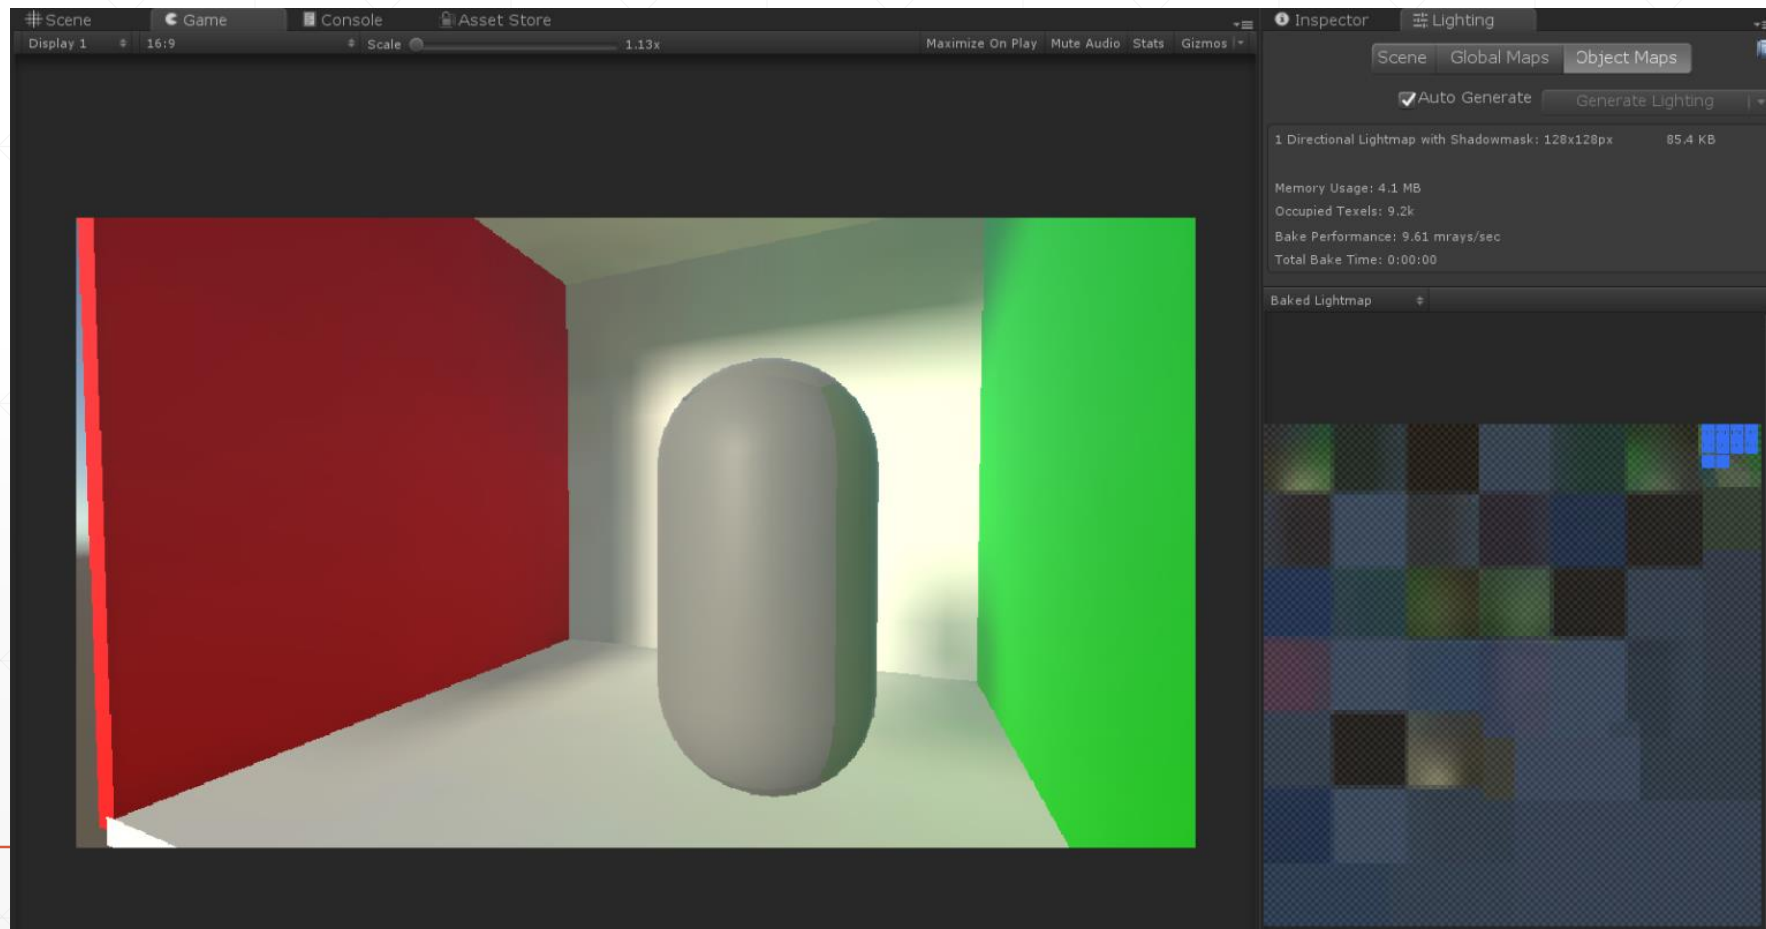 Scene Game Console Asset Store
Display 1 16:9 Scale 1.13x Maximize On Play Mute Audio Stats Gizmos
Inspector Lighting
Scene Global Maps Object Maps
Auto Generate Generate Lighting
1 Directional Lightmap with Shadowmask: 128x128px 85.4 KB
Memory Usage: 4.1 MB
Occupied Texels: 9.2k
Bake Performance: 9.61 mrays/sec
Total Bake Time: 0:00:00
Baked Lightmap